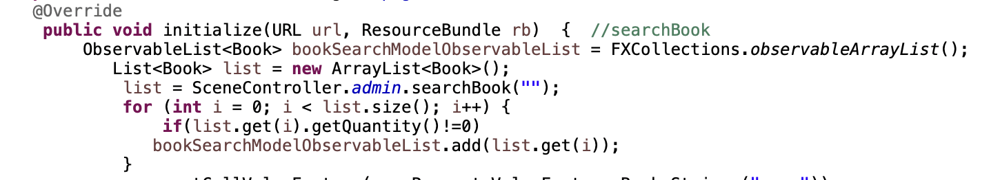 @Override
public void initialize(URL url, ResourceBundle rb)  {  //searchBook
ObservableList<Book> bookSearchModelObservableList = FXCollections.observableArrayList();
List<Book> list = new ArrayList<Book>();
list = SceneController.admin.searchBook("");
for (int i = 0; i < list.size(); i++) {
if(list.get(i).getQuantity()!=0)
bookSearchModelObservableList.add(list.get(i));
}